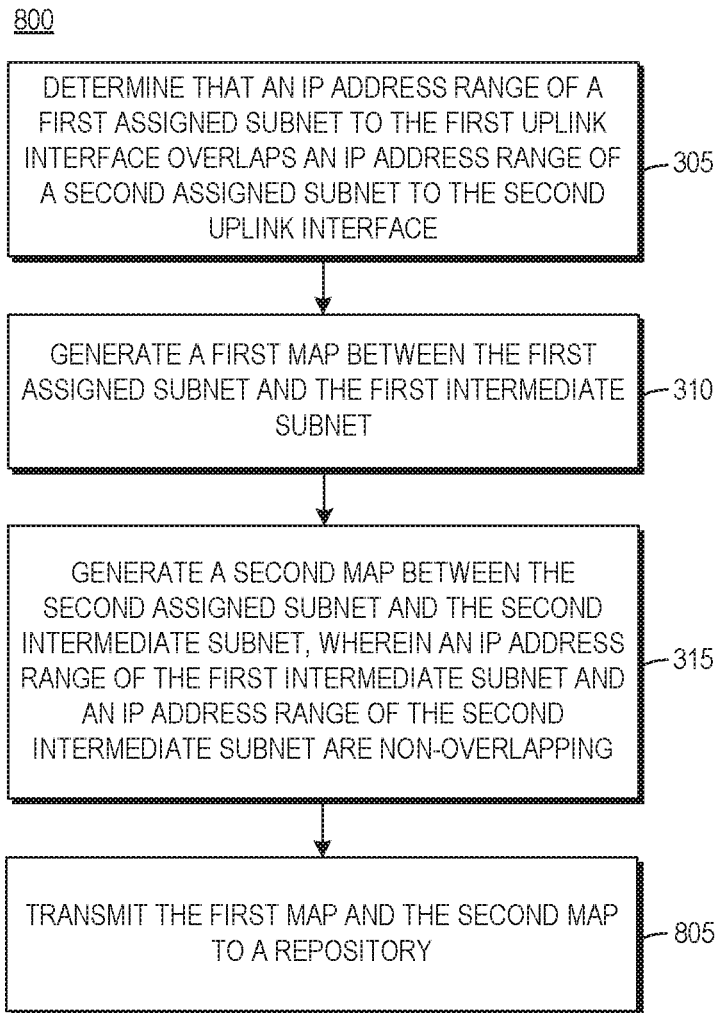 800
DETERMINE THAT AN IP ADDRESS RANGE OF A
FIRST ASSIGNED SUBNET TO THE FIRST UPLINK
INTERFACE OVERLAPS AN IP ADDRESS RANGE OF
A SECOND ASSIGNED SUBNET TO THE SECOND
UPLINK INTERFACE
305
GENERATE A FIRST MAP BETWEEN THE FIRST
ASSIGNED SUBNET AND THE FIRST INTERMEDIATE
SUBNET
310
GENERATE A SECOND MAP BETWEEN THE
SECOND ASSIGNED SUBNET AND THE SECOND
INTERMEDIATE SUBNET, WHEREIN AN IP ADDRESS
RANGE OF THE FIRST INTERMEDIATE SUBNET AND
AN IP ADDRESS RANGE OF THE SECOND
INTERMEDIATE SUBNET ARE NON-OVERLAPPING
315
TRANSMIT THE FIRST MAP AND THE SECOND MAP
TO A REPOSITORY
805